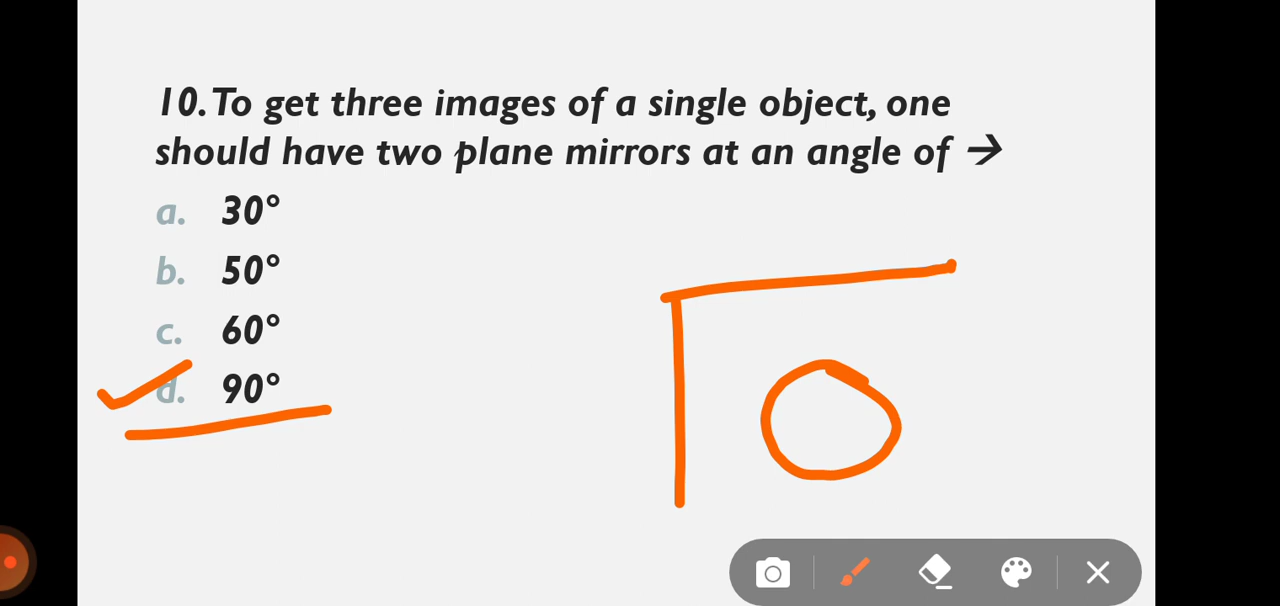 10. To get three images of a single object, one
should have two plane mirrors at an angle of →
a. 30°
b. 50°
c. 60°
d. 90°